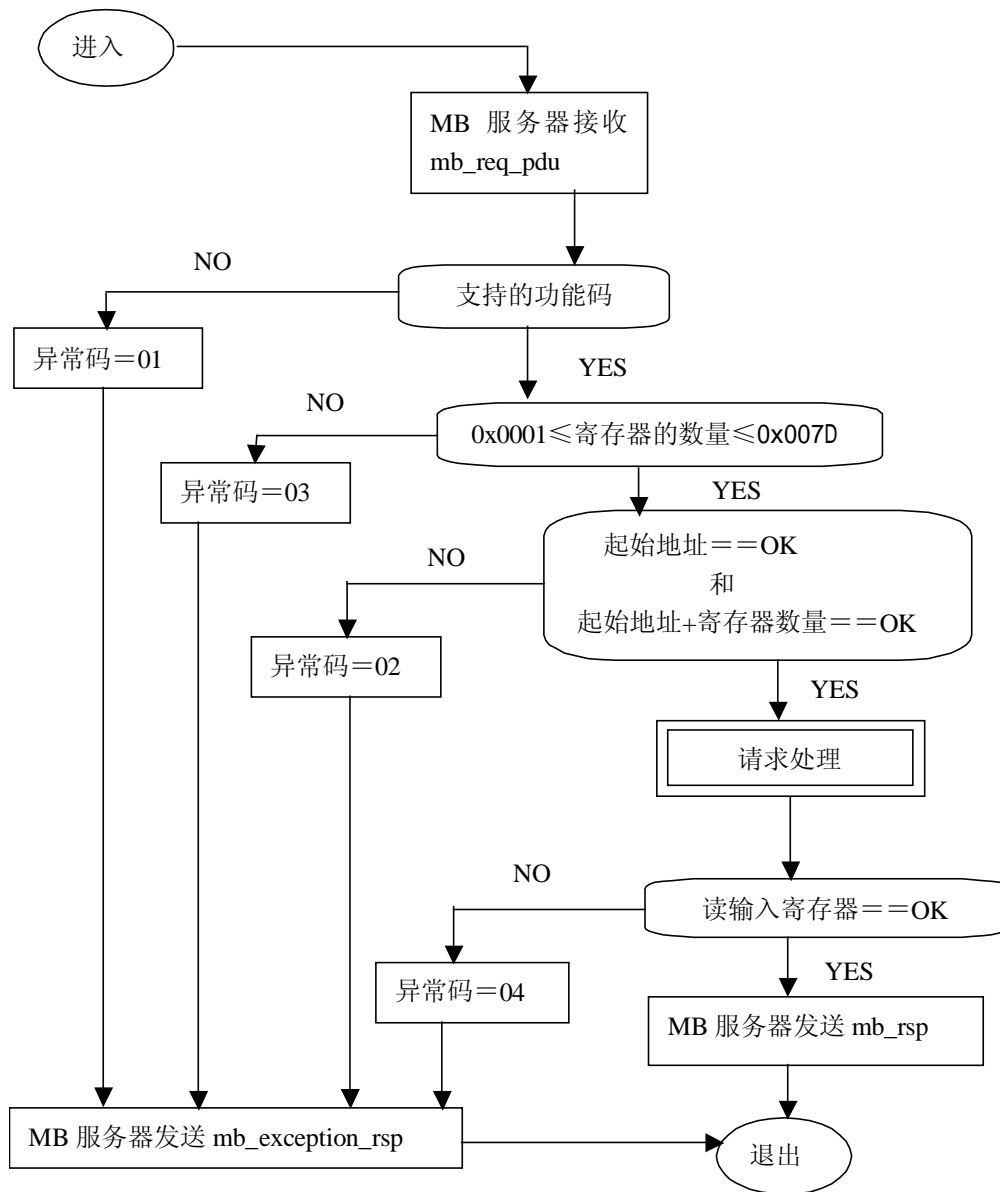 进入
MB 服务器接收
mb_req_pdu
NO
支持的功能码
异常码＝01
YES
NO
0x0001≤寄存器的数量≤0x007D
异常码＝03
YES
起始地址＝＝OK
NO
和
起始地址+寄存器数量＝＝OK
异常码＝02
YES
请求处理
NO
读输入寄存器＝＝OK
YES
异常码＝04
MB 服务器发送 mb_rsp
MB 服务器发送 mb_exception_rsp
退出